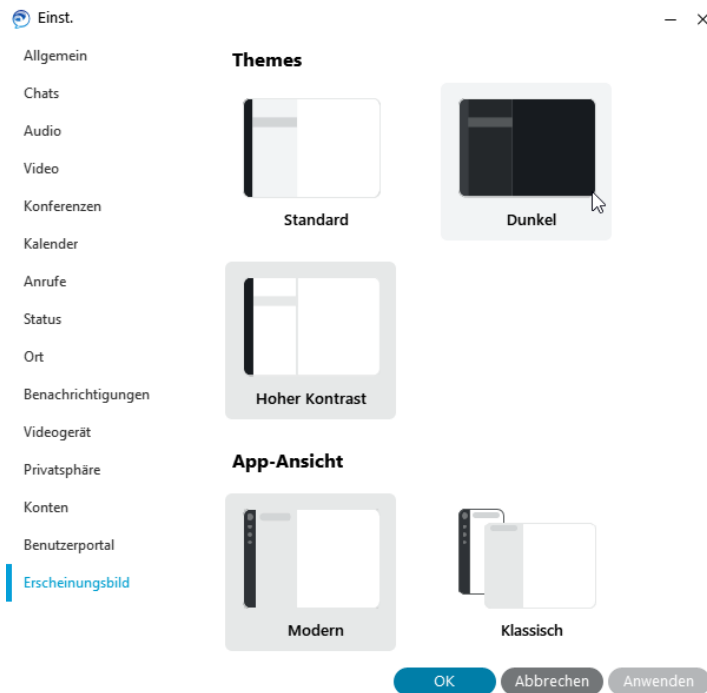 Einst.
Allgemein
Chats
Audio
Video
Konferenzen
Kalender
Anrufe
Status
Ort
Benachrichtigungen
Videogerät
Privatsphäre
Konten
Benutzerportal
Erscheinungsbild
Themes
Standard
Dunkel
Hoher Kontrast
App-Ansicht
Modern
Klassisch
OK
Abbrechen
Anwenden